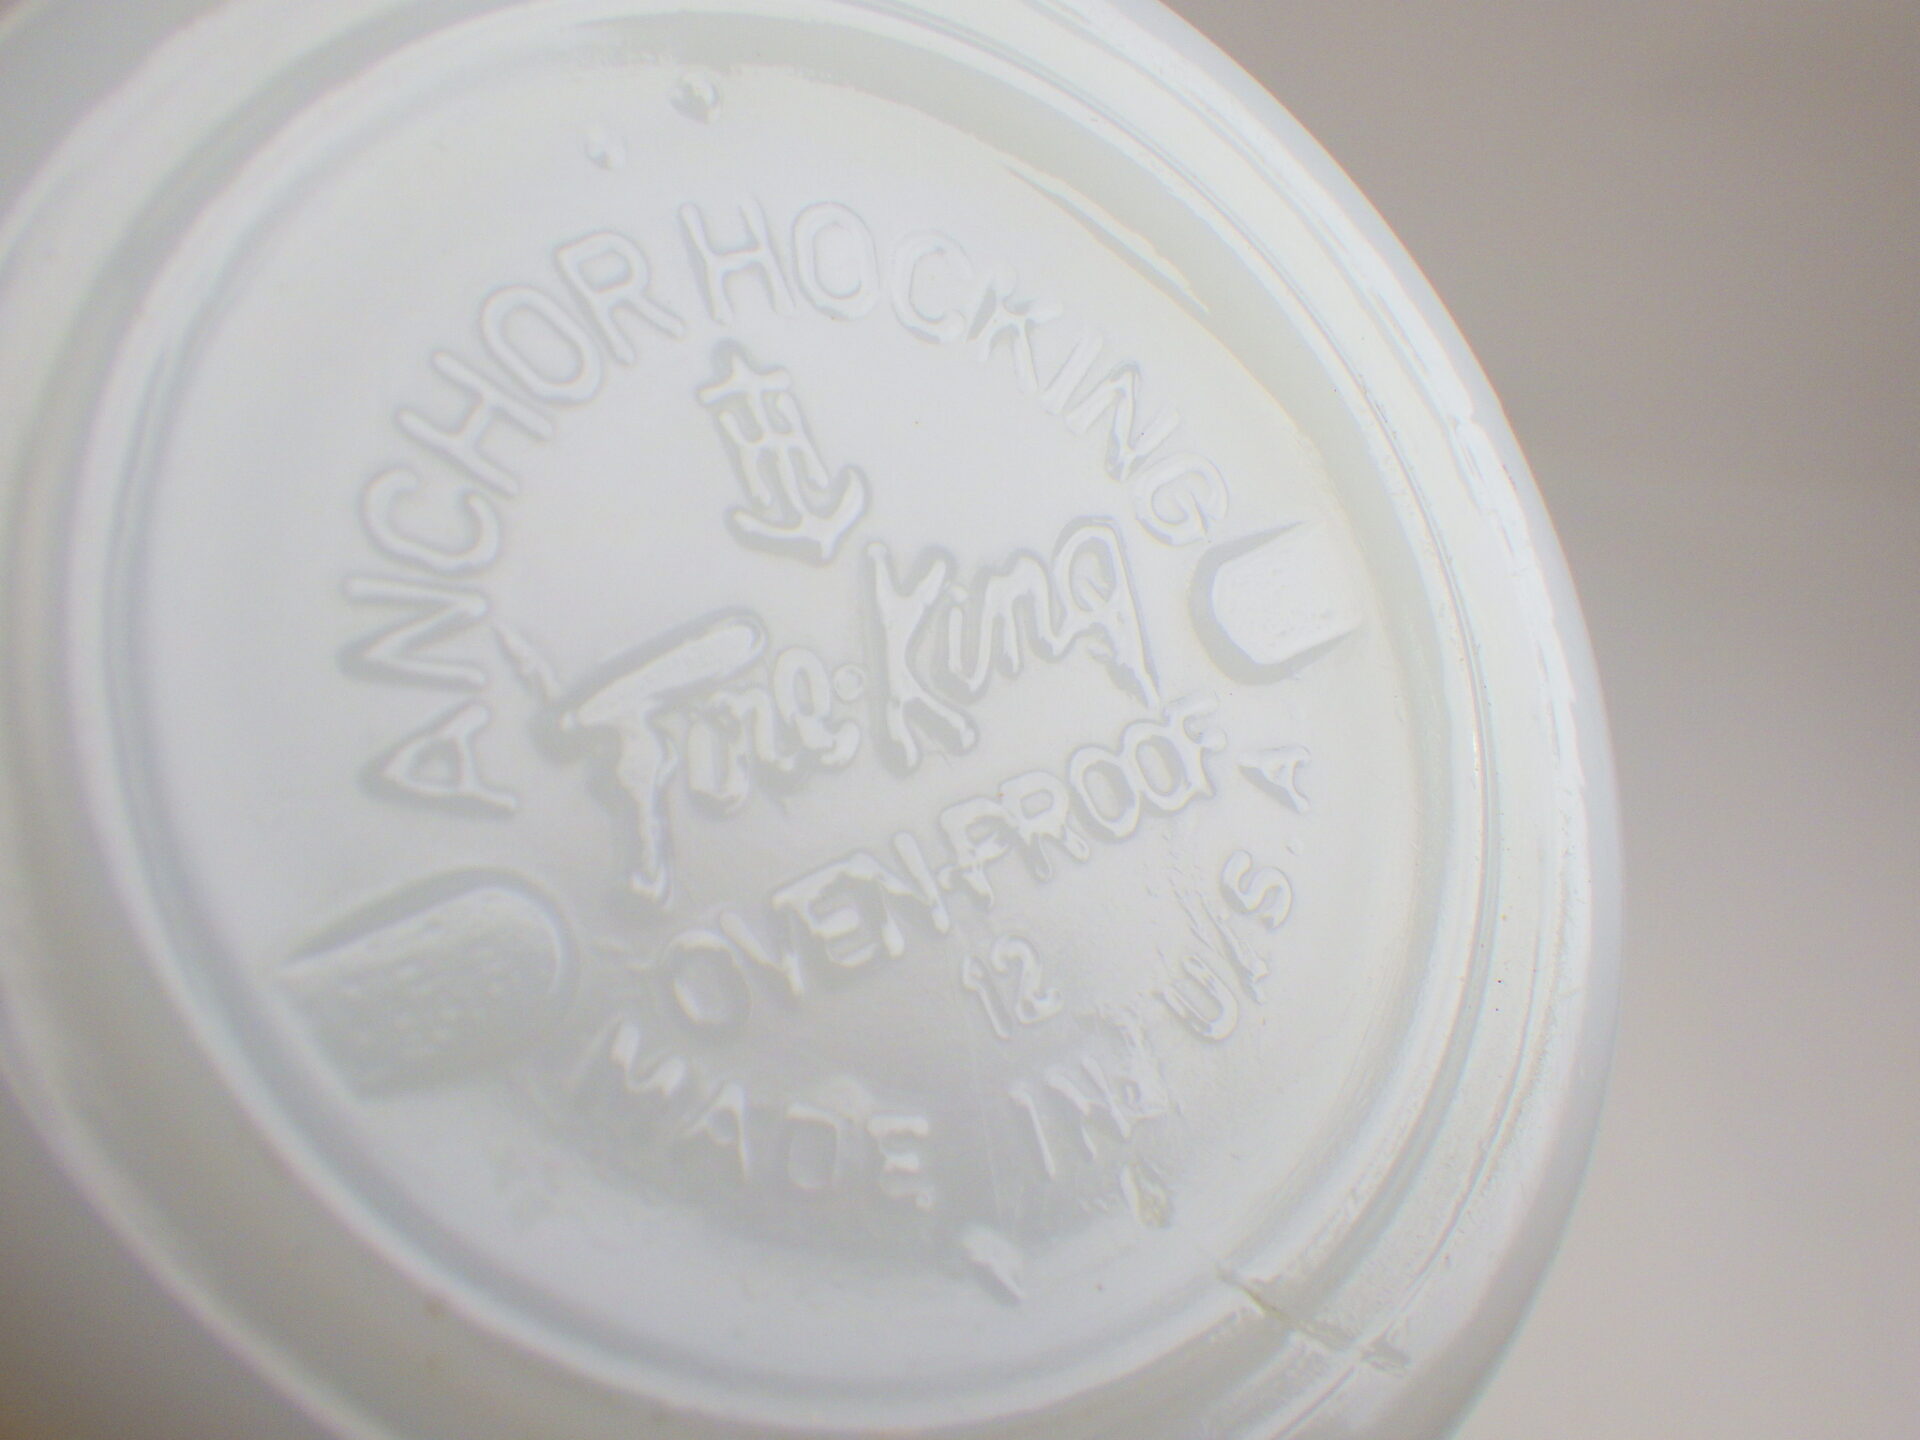 ANCHOR HOCKING
Fire-King
OVEN-PROOF
12
MADE IN U.S.A